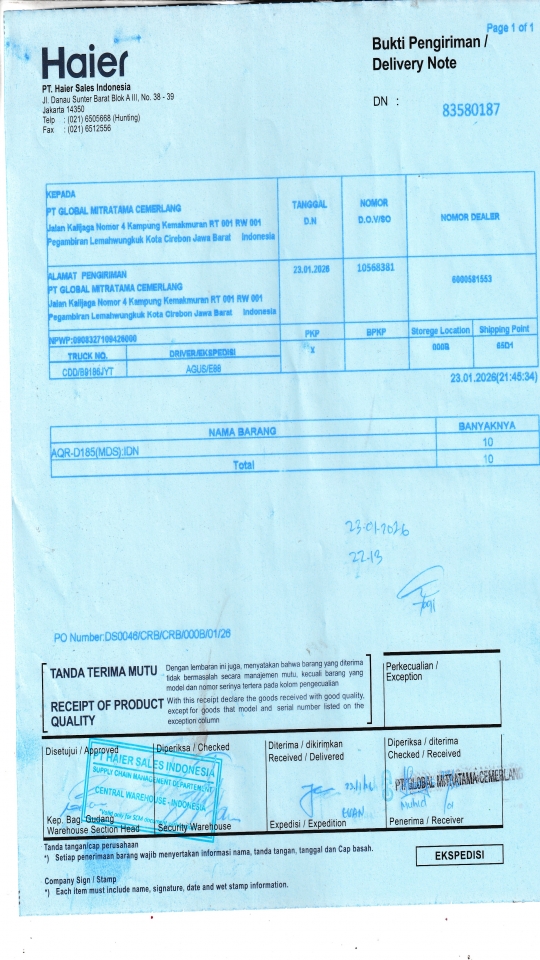 Page 1 of 1
Haier
Bukti Pengiriman /
Delivery Note
PT. Haier Sales Indonesia
Jl. Danau Sunter Barat Blok A III, No. 38 - 39
Jakarta 14350
Telp : (021) 6505668 (Hunting)
Fax : (021) 6512556
DN : 83580187
KEPADA
PT GLOBAL MITRATAMA CEMERLANG
Jalan Kalijaga Nomor 4 Kampung Kemakmuran RT 001 RW 001
Pegambiran Lemahwungkuk Kota Cirebon Jawa Barat Indonesia
TANGGAL D.N
NOMOR D.O.V/SO
NOMOR DEALER
ALAMAT PENGIRIMAN
PT GLOBAL MITRATAMA CEMERLANG
Jalan Kalijaga Nomor 4 Kampung Kemakmuran RT 001 RW 001
Pegambiran Lemahwungkuk Kota Cirebon Jawa Barat Indonesia
23.01.2026
10568381
6000581553
NPWP:0908327109426000
PKP
BPKP
Storege Location
Shipping Point
X
000B
65D1
TRUCK NO.
DRIVER/EKSPEDISI
CDD/B9186JYT
AGUS/E88
23.01.2026(21:45:34)
NAMA BARANG
BANYAKNYA
AQR-D185(MDS):IDN
10
Total
10
23-01-2026
22.13
PO Number:DS0046/CRB/CRB/000B/01/26
TANDA TERIMA MUTU
Dengan lembaran ini juga, menyatakan bahwa barang yang diterima
tidak bermasalah secara manajemen mutu, kecuali barang yang
model dan nomor serinya tertera pada kolom pengecualian
RECEIPT OF PRODUCT
QUALITY
With this receipt declare the goods received with good quality,
except for goods that model and serial number listed on the
exception column
Perkecualian /
Exception
Disetujui / Approved
Diperiksa / Checked
Diterima / dikirimkan
Received / Delivered
Diperiksa / diterima
Checked / Received
PT HAIER SALES INDONESIA
SUPPLY CHAIN MANAGEMENT DEPARTMENT
CENTRAL WAREHOUSE - INDONESIA
PT GLOBAL MITRATAMA CEMERLANG
Kep. Bag. Gudang
Warehouse Section Head
Security Warehouse
Expedisi / Expedition
Penerima / Receiver
Tanda tangan/cap perusahaan
*) Setiap penerimaan barang wajib menyertakan informasi nama, tanda tangan, tanggal dan Cap basah.
EKSPEDISI
Company Sign / Stamp
*) Each item must include name, signature, date and wet stamp information.